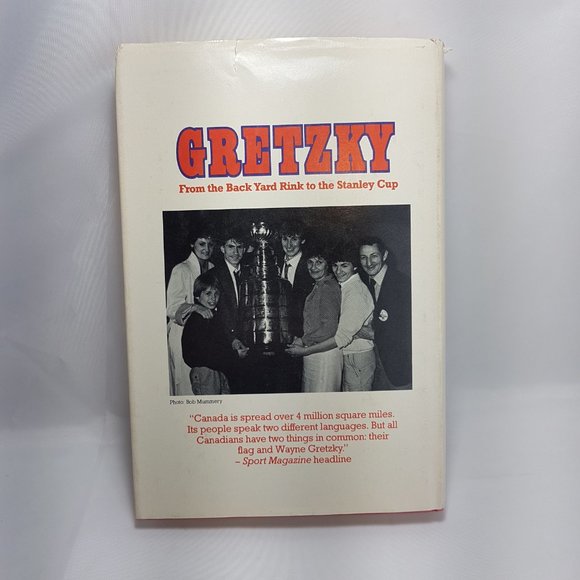 GRETZKY
From the Back Yard Rink to the Stanley Cup
Photo: Bob Mummery
"Canada is spread over 4 million square miles.
Its people speak two different languages. But all
Canadians have two things in common: their
flag and Wayne Gretzky."
– Sport Magazine headline